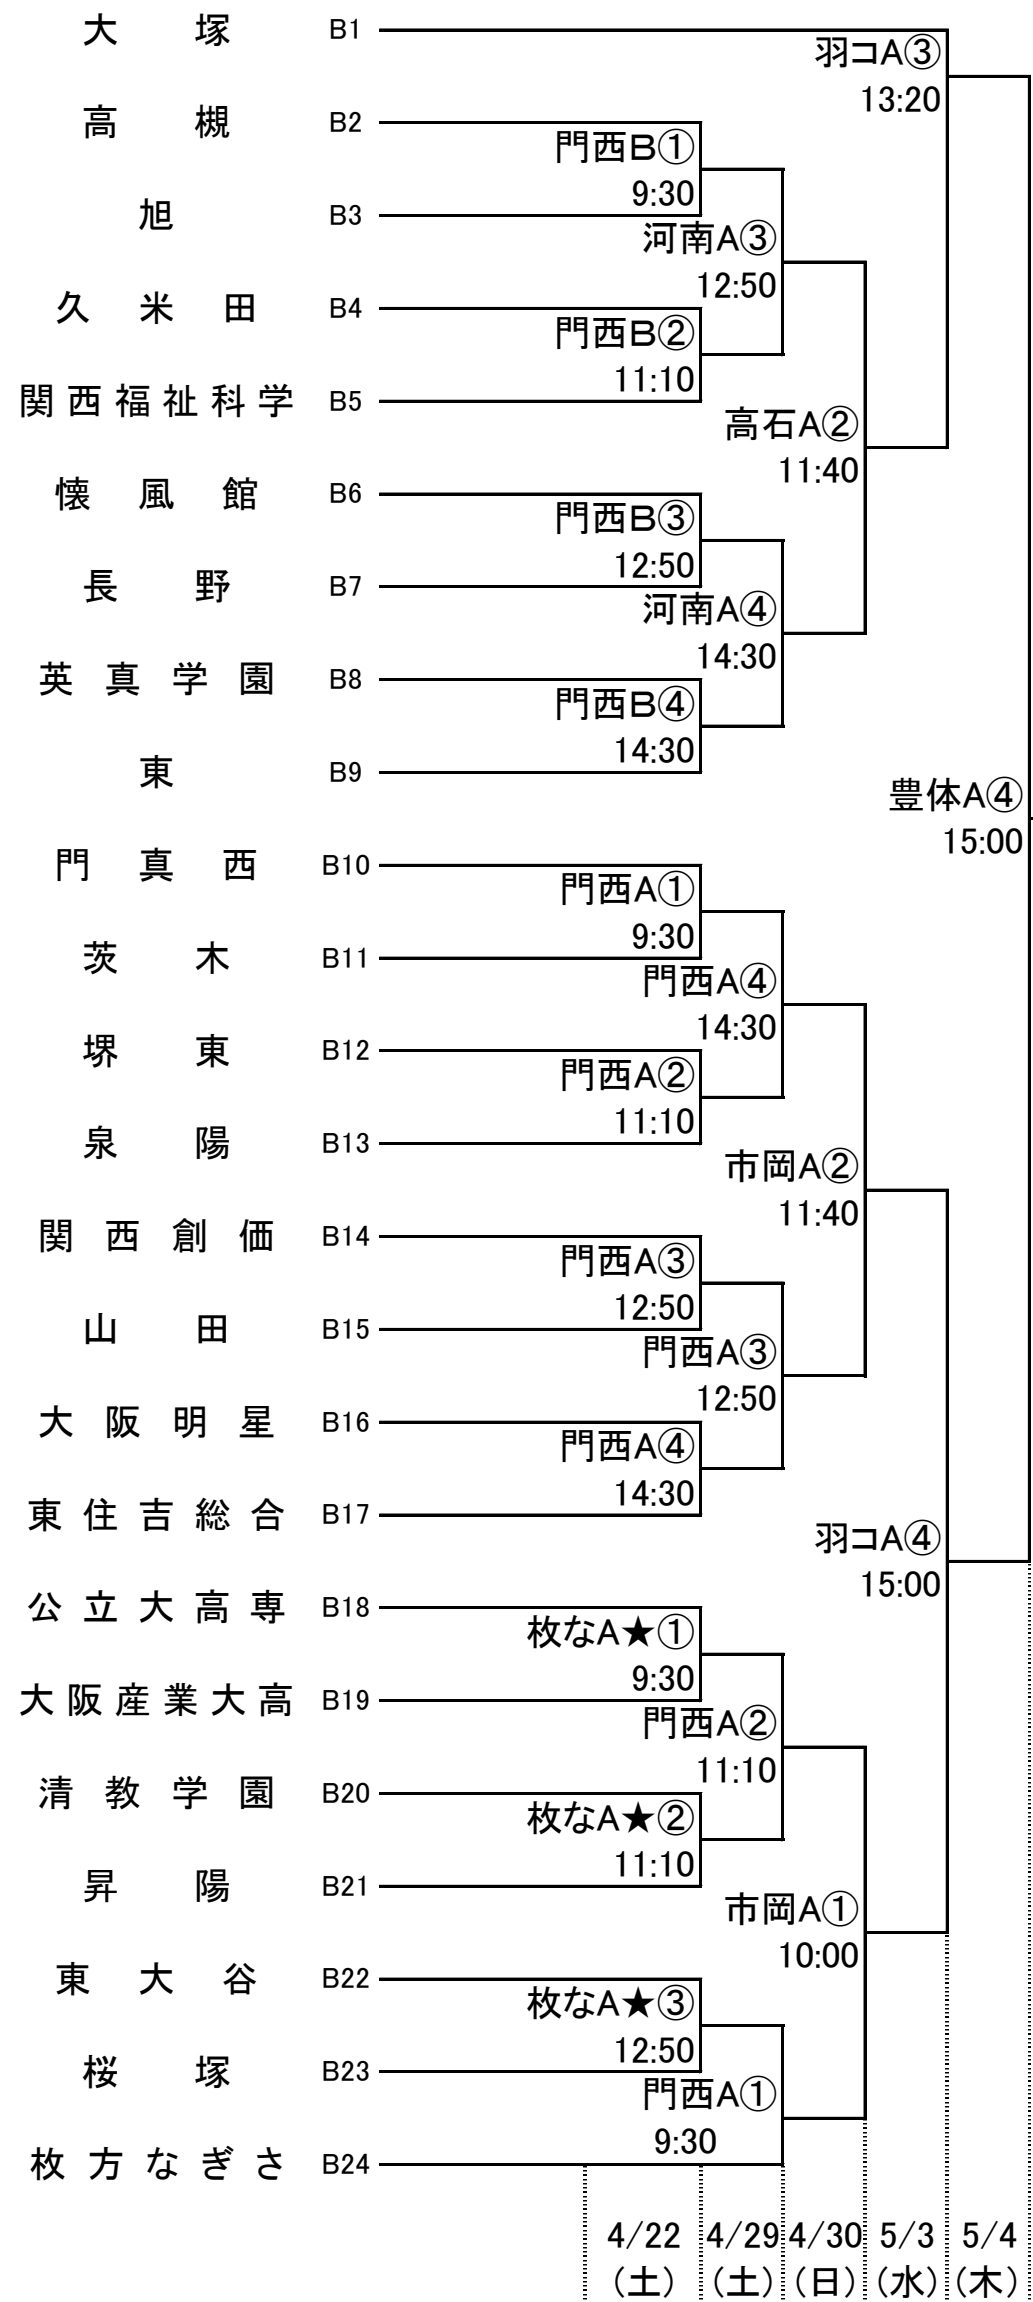 大塚 B1
羽コA③
13:20
高槻 B2
門西B①
9:30
旭 B3
河南A③
12:50
久米田 B4
門西B②
11:10
関西福祉科学 B5
高石A②
11:40
懐風館 B6
門西B③
12:50
長野 B7
河南A④
14:30
英真学園 B8
門西B④
14:30
東 B9
豊体A④
15:00
門真西 B10
門西A①
9:30
茨木 B11
門西A④
14:30
堺東 B12
門西A②
11:10
泉陽 B13
市岡A②
11:40
関西創価 B14
門西A③
12:50
山田 B15
門西A③
12:50
大阪明星 B16
門西A④
14:30
東住吉総合 B17
羽コA④
15:00
公立大高専 B18
枚なA★①
9:30
大阪産業大高 B19
門西A②
11:10
清教学園 B20
枚なA★②
11:10
昇陽 B21
市岡A①
10:00
東大谷 B22
枚なA★③
12:50
桜塚 B23
門西A①
9:30
枚方なぎさ B24
4/22 4/29 4/30 5/3 5/4
(土) (土) (日) (水) (木)